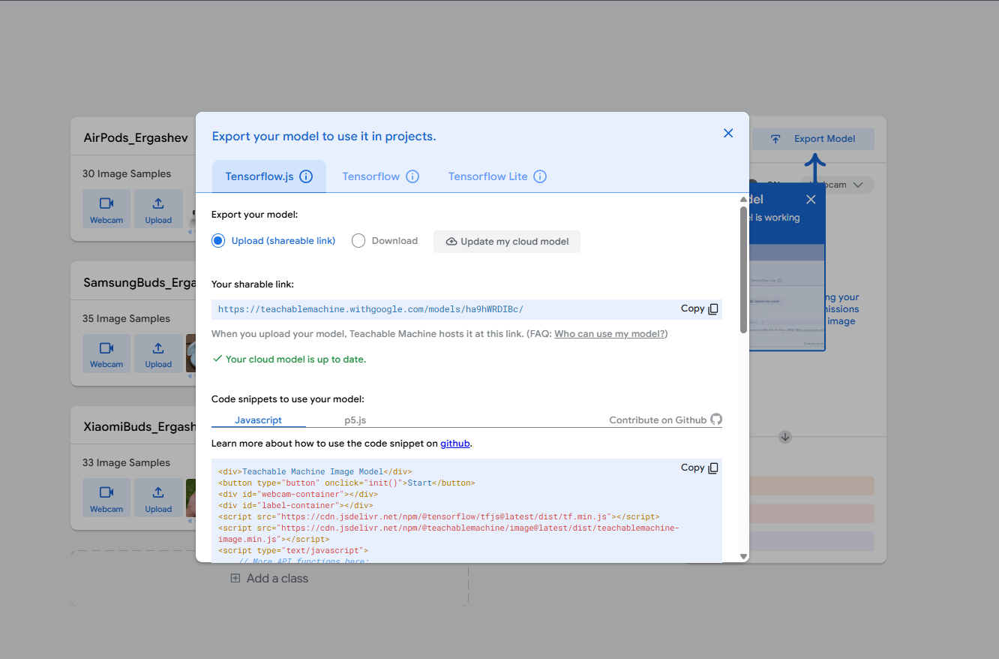 AirPods_Ergashev
30 Image Samples
Webcam
Upload
SamsungBuds_Erga
35 Image Samples
Webcam
Upload
XiaomiBuds_Ergash
33 Image Samples
Webcam
Upload
Add a class
Export your model to use it in projects.
Tensorflow.js
Tensorflow
Tensorflow Lite
Export your model:
Upload (shareable link)
Download
Update my cloud model
Your sharable link:
https://teachablemachine.withgoogle.com/models/ha9hWRDIBc/
Copy
When you upload your model, Teachable Machine hosts it at this link. (FAQ: Who can use my model?)
Your cloud model is up to date.
Code snippets to use your model:
Javascript
p5.js
Contribute on Github
Learn more about how to use the code snippet on github.
Copy
<div>Teachable Machine Image Model</div>
<button type="button" onclick="init()">Start</button>
<div id="webcam-container"></div>
<div id="label-container"></div>
<script src="https://cdn.jsdelivr.net/npm/@tensorflow/tfjs@latest/dist/tf.min.js"></script>
<script src="https://cdn.jsdelivr.net/npm/@teachablemachine/image@latest/dist/teachablemachine-
image.min.js"></script>
<script type="text/javascript">
// More API functions here:
Export Model
bcam
del
el is working
ng your
missions
image